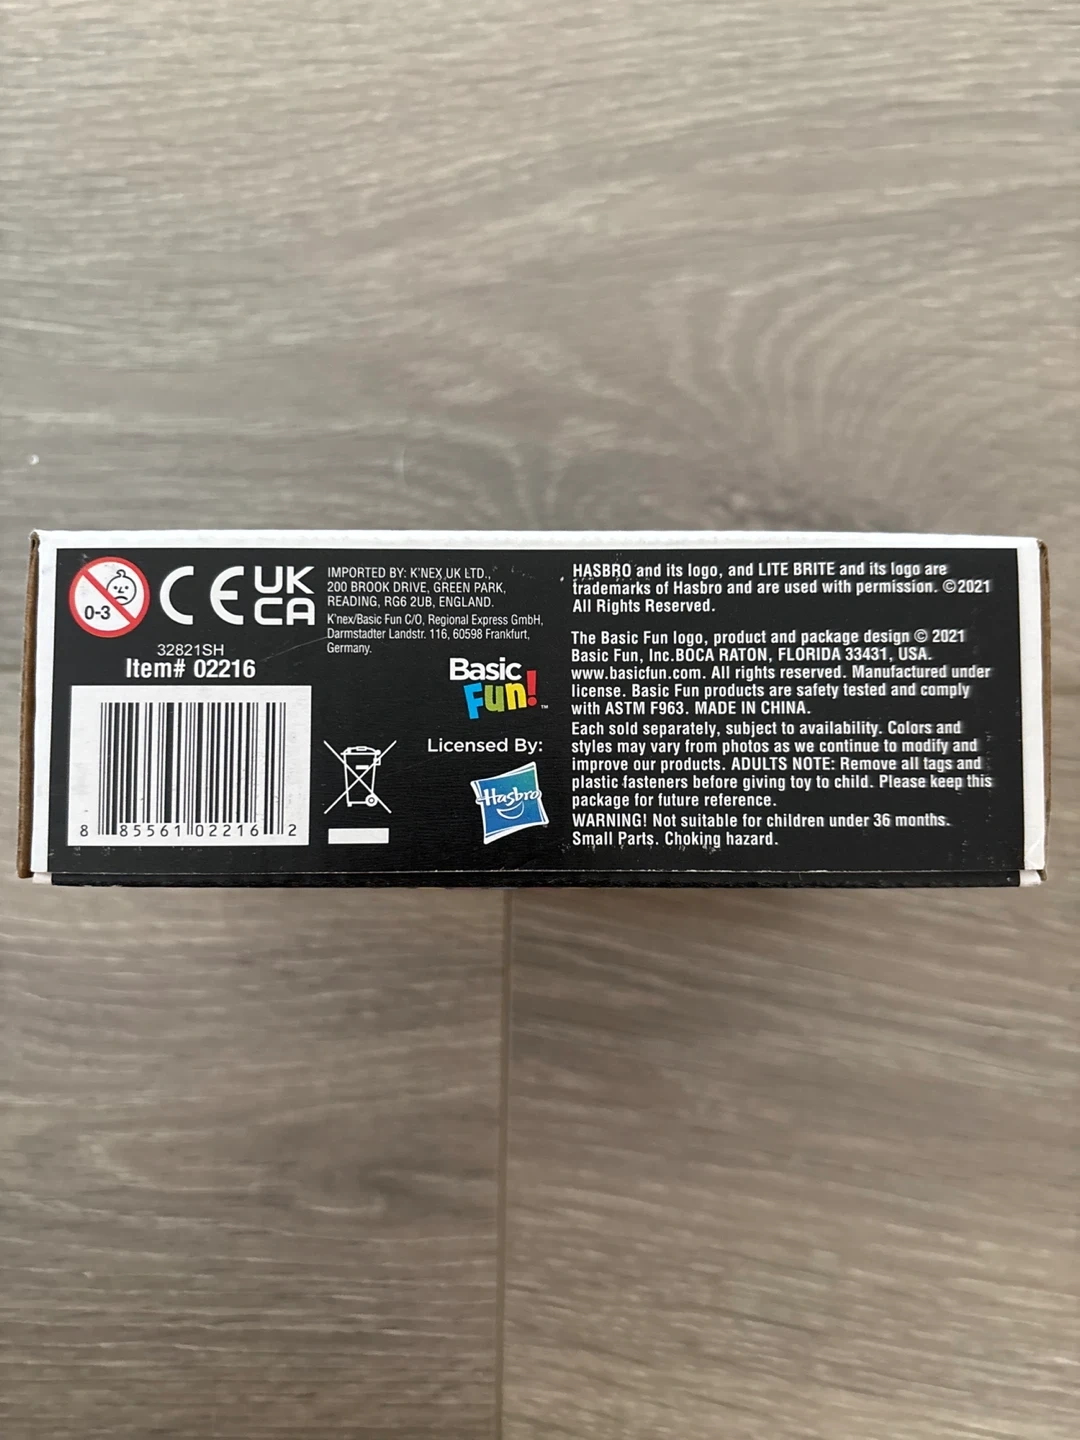 0-3
CE
UK
CA
32821SH
Item# 02216
8 85561 02216 2
IMPORTED BY: K'NEX UK LTD.,
200 BROOK DRIVE, GREEN PARK,
READING, RG6 2UB, ENGLAND.
K'nex/Basic Fun C/O, Regional Express GmbH,
Darmstadter Landstr. 116, 60598 Frankfurt,
Germany.
Basic
Fun!™
Licensed By:
Hasbro
HASBRO and its logo, and LITE BRITE and its logo are
trademarks of Hasbro and are used with permission. ©2021
All Rights Reserved.
The Basic Fun logo, product and package design © 2021
Basic Fun, Inc.BOCA RATON, FLORIDA 33431, USA.
www.basicfun.com. All rights reserved. Manufactured under
license. Basic Fun products are safety tested and comply
with ASTM F963. MADE IN CHINA.
Each sold separately, subject to availability. Colors and
styles may vary from photos as we continue to modify and
improve our products. ADULTS NOTE: Remove all tags and
plastic fasteners before giving toy to child. Please keep this
package for future reference.
WARNING! Not suitable for children under 36 months.
Small Parts. Choking hazard.